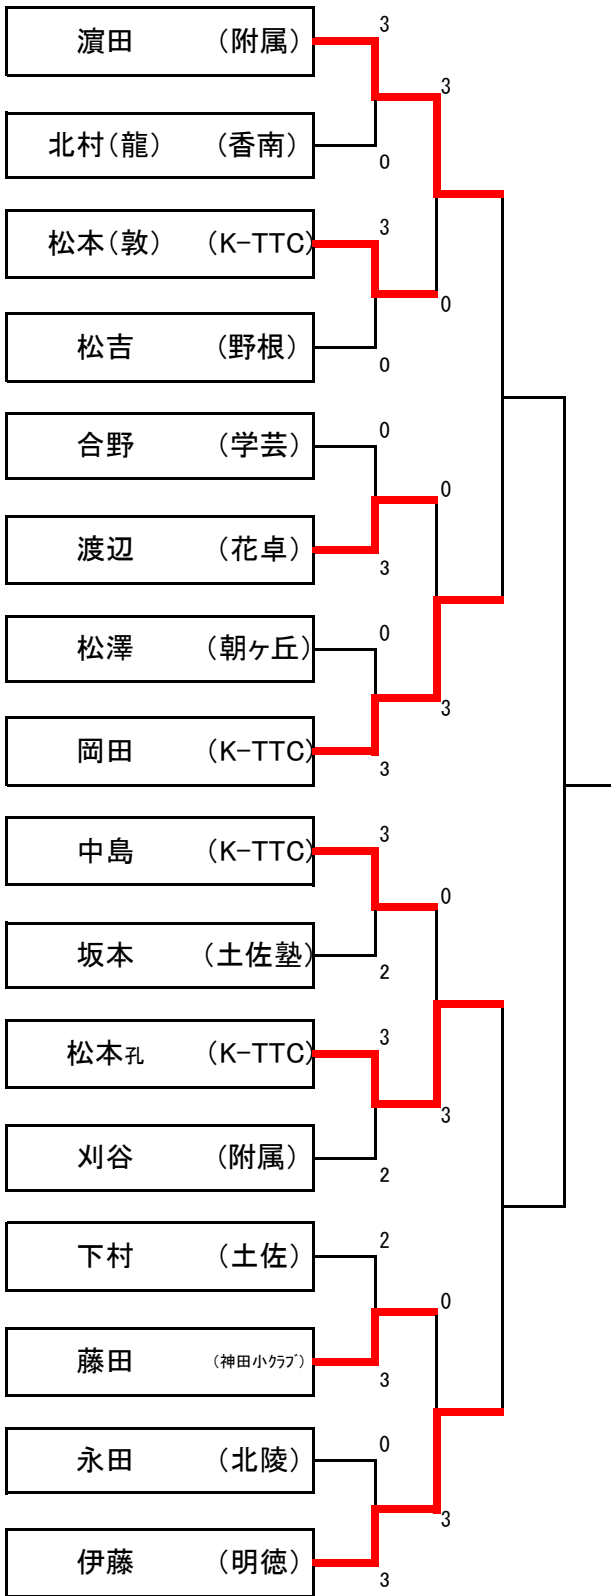 濵田 (附属)
3
3
北村(龍) (香南)
0
松本(敦) (K-TTC)
3
0
松吉 (野根)
0
合野 (学芸)
0
0
渡辺 (花卓)
3
松澤 (朝ヶ丘)
0
3
岡田 (K-TTC)
3
中島 (K-TTC)
3
0
坂本 (土佐塾)
2
松本孔 (K-TTC)
3
3
刈谷 (附属)
2
下村 (土佐)
2
0
藤田 (神田小ｸﾗﾌﾞ)
3
永田 (北陵)
0
3
伊藤 (明徳)
3